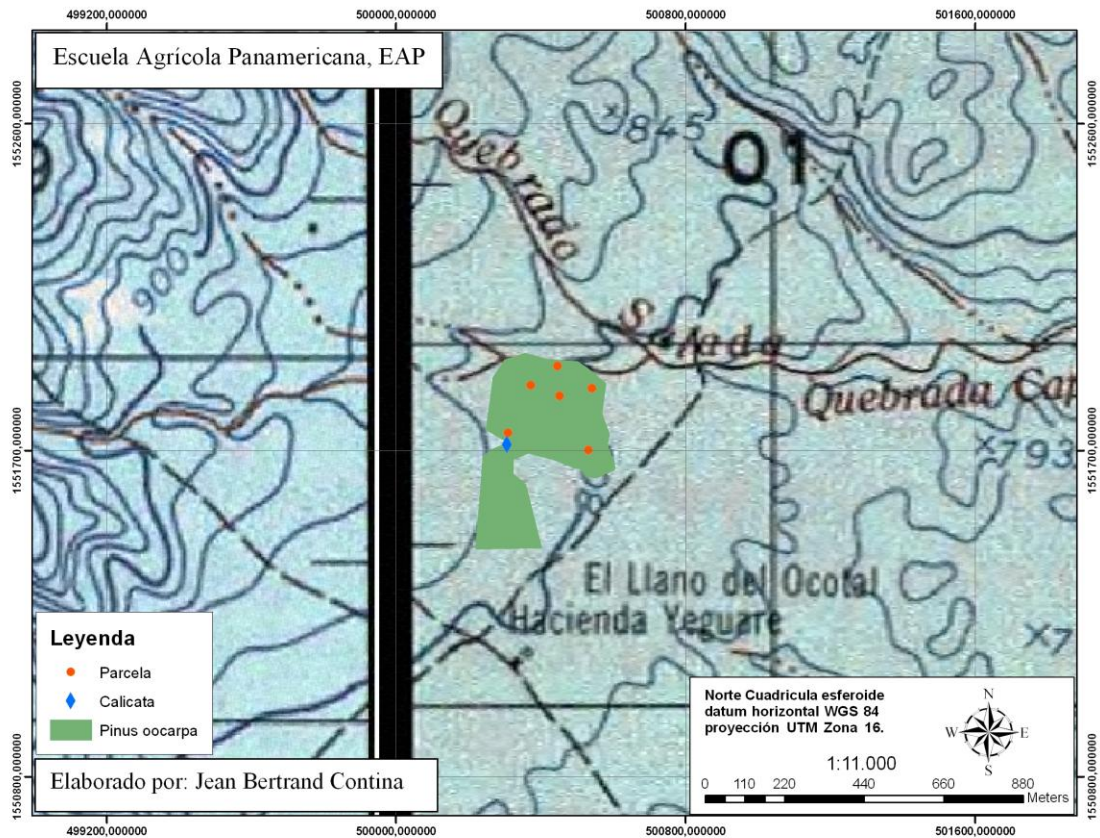 499200,000000
500000,000000
500800,000000
501600,000000
Escuela Agrícola Panamericana, EAP
1552600,000000
1552600,000000
Quebrada
845
01
900
Salada
Quebrada Cap
1551700,000000
1551700,000000
793
80
El Llano del Ocotal
Hacienda Yeguare
7
Leyenda
Parcela
Calicata
Pinus oocarpa
Norte Cuadricula esferoide
datum horizontal WGS 84
proyección UTM Zona 16.
N
W
E
S
1:11.000
0 110 220 440 660 880
Meters
Elaborado por: Jean Bertrand Contina
1550800,000000
1550800,000000
499200,000000
500000,000000
500800,000000
501600,000000